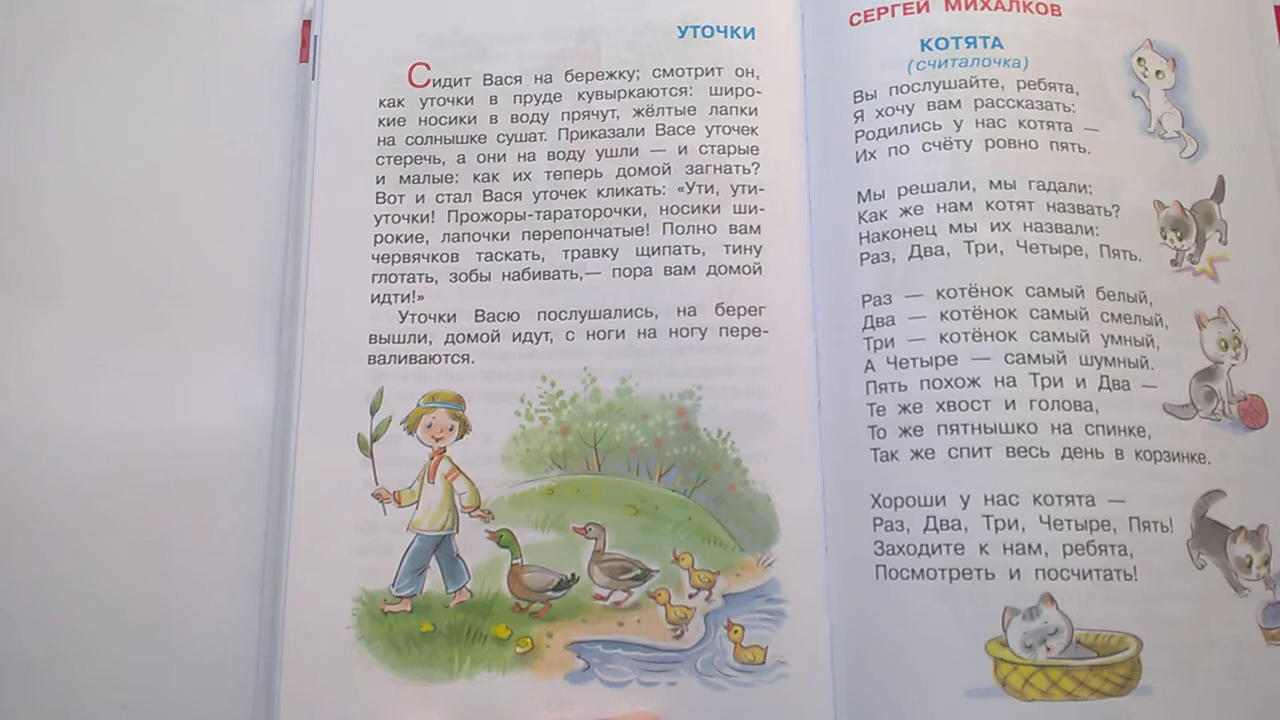 УТОЧКИ
Сидит Вася на бережку; смотрит он,
как уточки в пруде кувыркаются: широ-
кие носики в воду прячут, жёлтые лапки
на солнышке сушат. Приказали Васе уточек
стеречь, а они на воду ушли — и старые
и малые: как их теперь домой загнать?
Вот и стал Вася уточек кликать: «Ути, ути-
уточки! Прожоры-тараторочки, носики ши-
рокие, лапочки перепончатые! Полно вам
червячков таскать, травку щипать, тину
глотать, зобы набивать,— пора вам домой
идти!»
Уточки Васю послушались, на берег
вышли, домой идут, с ноги на ногу пере-
валиваются.
СЕРГЕЙ МИХАЛКОВ
КОТЯТА
(считалочка)
Вы послушайте, ребята,
Я хочу вам рассказать:
Родились у нас котята —
Их по счёту ровно пять.
Мы решали, мы гадали:
Как же нам котят назвать?
Наконец мы их назвали:
Раз, Два, Три, Четыре, Пять.
Раз — котёнок самый белый,
Два — котёнок самый смелый,
Три — котёнок самый умный,
А Четыре — самый шумный.
Пять похож на Три и Два —
Те же хвост и голова,
То же пятнышко на спинке,
Так же спит весь день в корзинке.
Хороши у нас котята —
Раз, Два, Три, Четыре, Пять!
Заходите к нам, ребята,
Посмотреть и посчитать!